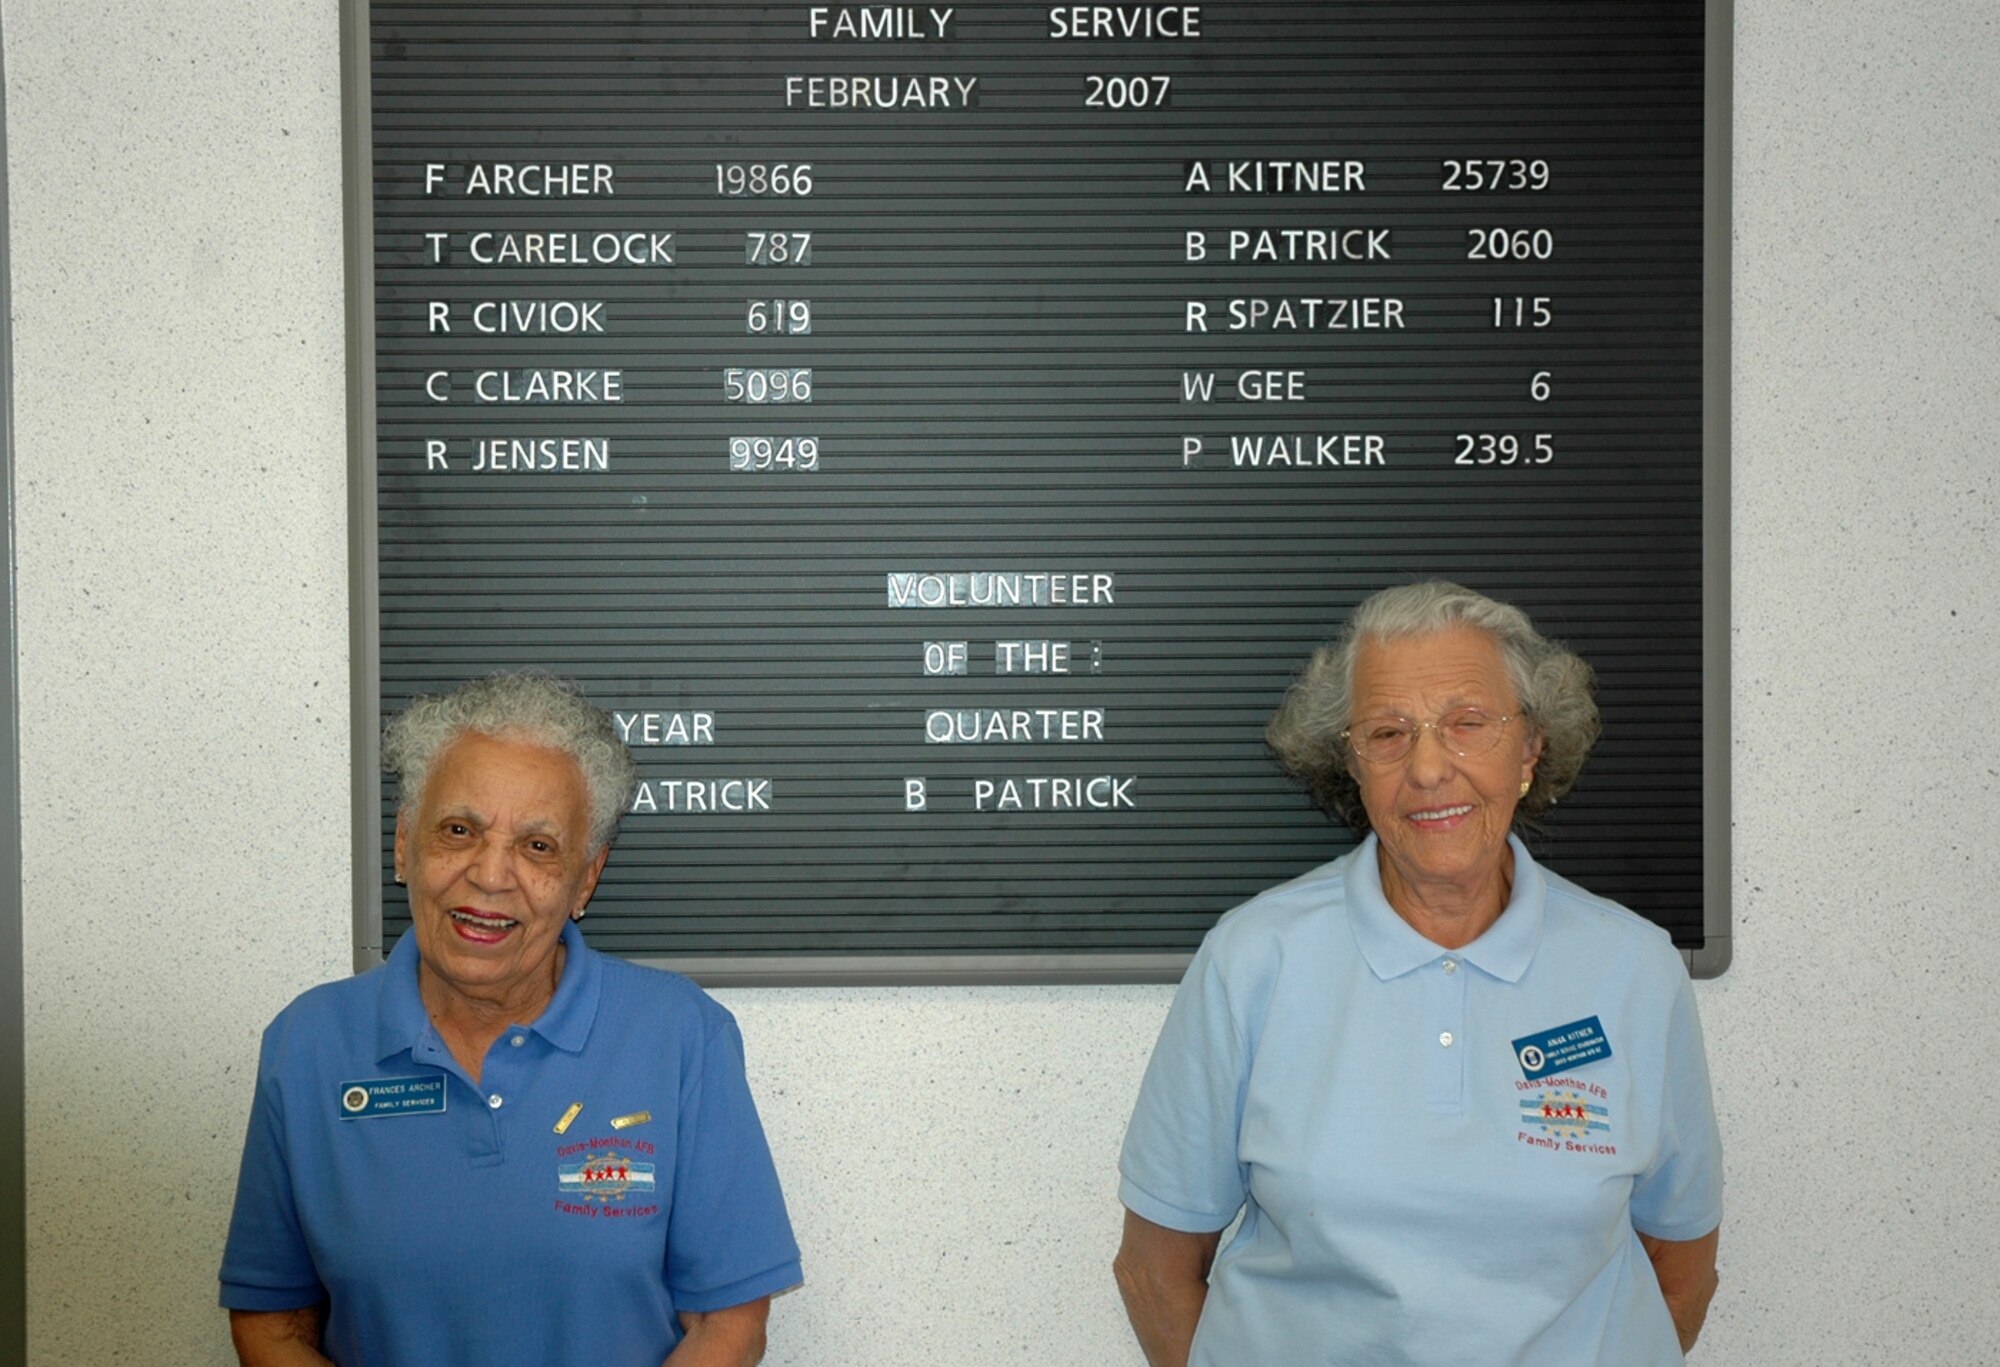 FAMILY SERVICE
FEBRUARY 2007
F ARCHER 19866
A KITNER 25739
T CARELOCK 787
B PATRICK 2060
R CIVIOK 619
R SPATZIER 115
C CLARKE 5096
W GEE 6
R JENSEN 9949
P WALKER 239.5
VOLUNTEER
OF THE :
YEAR QUARTER
ATRICK B PATRICK
FRANCES ARCHER
FAMILY SERVICES
Davis-Monthan AFB
Family Services
KITNER
Davis-Monthan AFB
Family Services